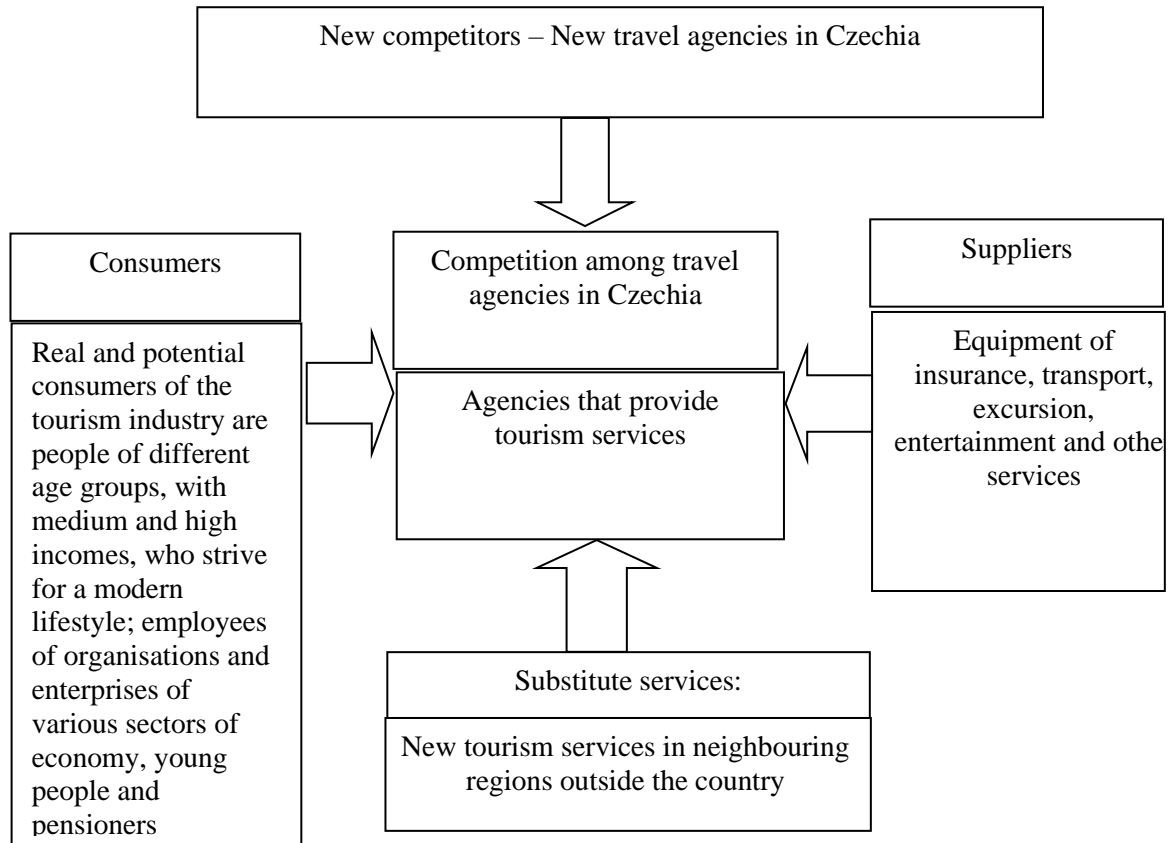 New competitors – New travel agencies in Czechia
Consumers
Real and potential
consumers of the
tourism industry are
people of different
age groups, with
medium and high
incomes, who strive
for a modern
lifestyle; employees
of organisations and
enterprises of
various sectors of
economy, young
people and
pensioners
Competition among travel
agencies in Czechia
Agencies that provide
tourism services
Suppliers
Equipment of
insurance, transport,
excursion,
entertainment and othe
services
Substitute services:
New tourism services in neighbouring
regions outside the country